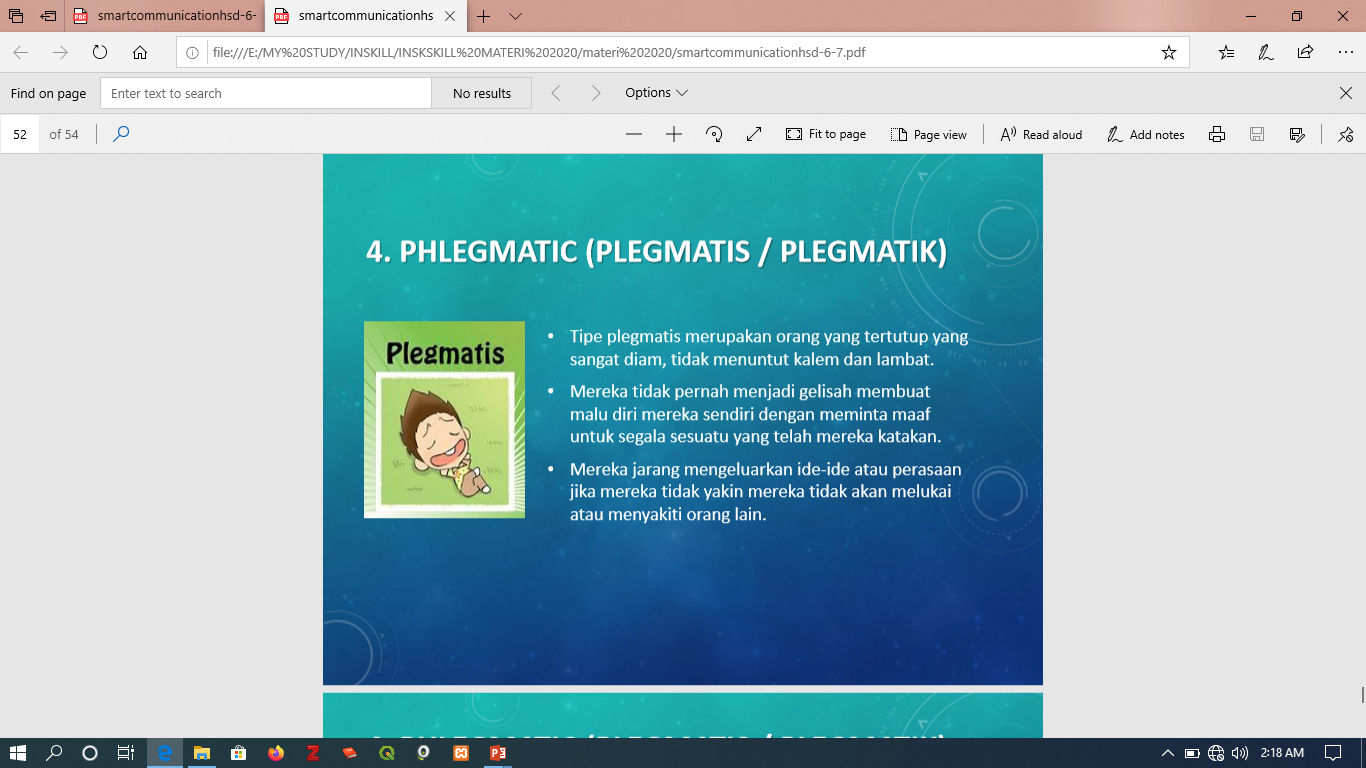 smartcommunicationhsd-6-
smartcommunicationhs
file:///E:/MY%20STUDY/INSKILL/INSKSKILL%20MATERI%202020/materi%202020/smartcommunicationhsd-6-7.pdf
Find on page
Enter text to search
No results
Options
52 of 54
Fit to page
Page view
Read aloud
Add notes
4. PHLEGMATIC (PLEGMATIS / PLEGMATIK)
Plegmatis
• Tipe plegmatis merupakan orang yang tertutup yang
sangat diam, tidak menuntut kalem dan lambat.
• Mereka tidak pernah menjadi gelisah membuat
malu diri mereka sendiri dengan meminta maaf
untuk segala sesuatu yang telah mereka katakan.
• Mereka jarang mengeluarkan ide-ide atau perasaan
jika mereka tidak yakin mereka tidak akan melukai
atau menyakiti orang lain.
4. PHLEGMATIC (PLEGMATIS / PLEGMATIK)
2:18 AM